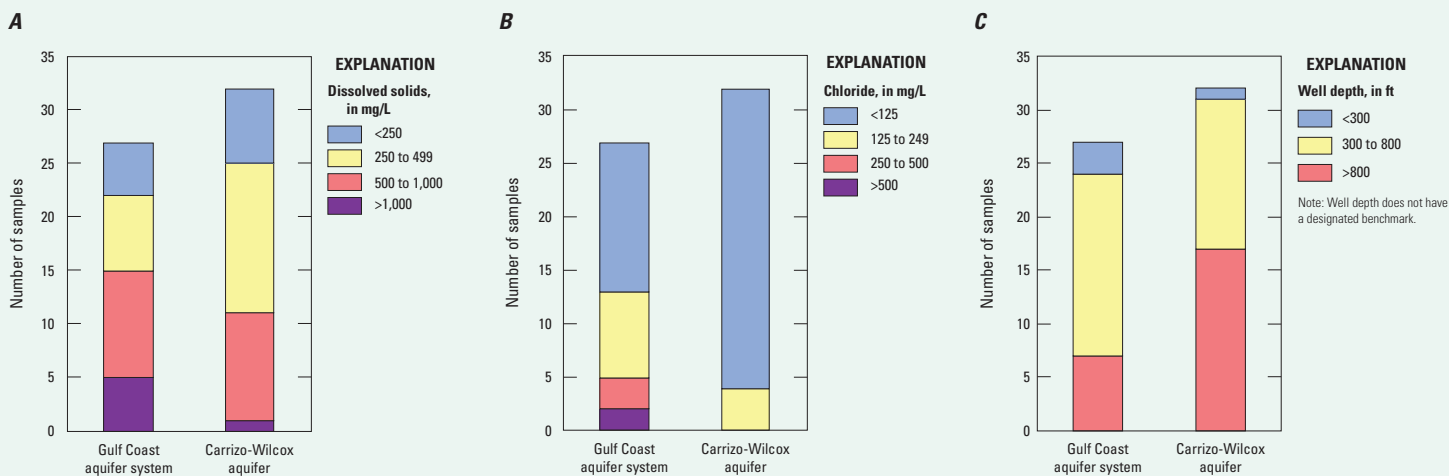 A
35
30
25
20
15
10
5
0
Number of samples
Gulf Coast
aquifer system
Carrizo-Wilcox
aquifer
EXPLANATION
Dissolved solids,
in mg/L
<250
250 to 499
500 to 1,000
>1,000
B
35
30
25
20
15
10
5
0
Number of samples
Gulf Coast
aquifer system
Carrizo-Wilcox
aquifer
EXPLANATION
Chloride, in mg/L
<125
125 to 249
250 to 500
>500
C
35
30
25
20
15
10
5
0
Number of samples
Gulf Coast
aquifer system
Carrizo-Wilcox
aquifer
EXPLANATION
Well depth, in ft
<300
300 to 800
>800
Note: Well depth does not have
a designated benchmark.